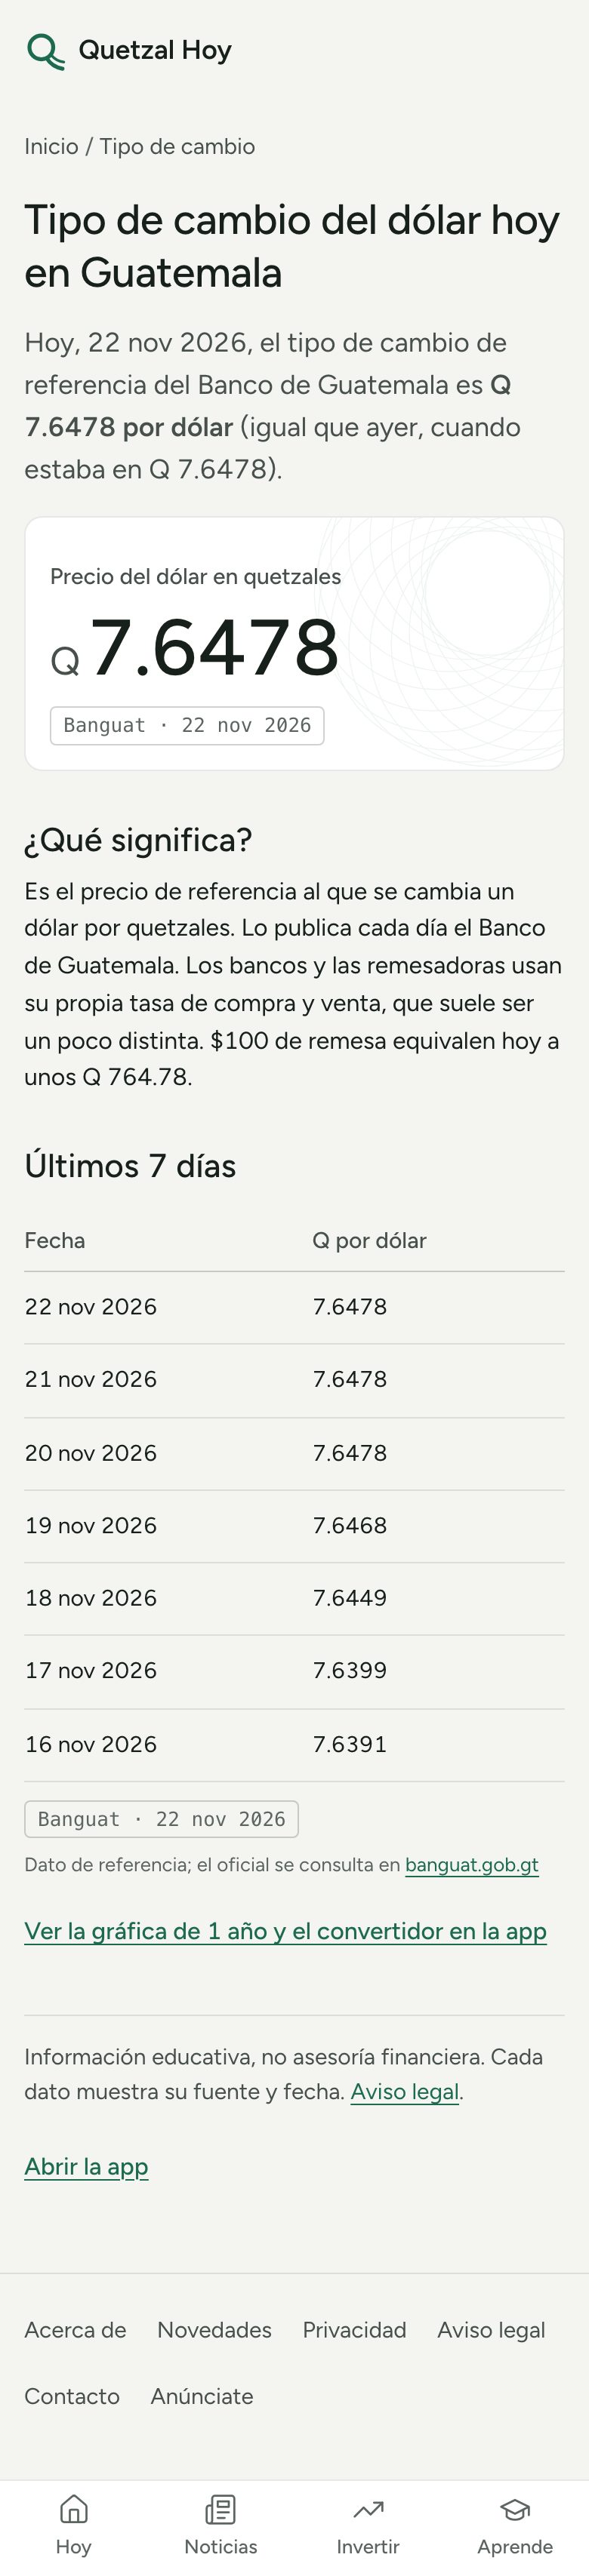 Quetzal Hoy
Inicio / Tipo de cambio
Tipo de cambio del dólar hoy
en Guatemala
Hoy, 22 nov 2026, el tipo de cambio de
referencia del Banco de Guatemala es Q
7.6478 por dólar (igual que ayer, cuando
estaba en Q 7.6478).
Precio del dólar en quetzales
Q 7.6478
Banguat · 22 nov 2026
¿Qué significa?
Es el precio de referencia al que se cambia un
dólar por quetzales. Lo publica cada día el Banco
de Guatemala. Los bancos y las remesadoras usan
su propia tasa de compra y venta, que suele ser
un poco distinta. $100 de remesa equivalen hoy a
unos Q 764.78.
Últimos 7 días
Fecha Q por dólar
22 nov 2026 7.6478
21 nov 2026 7.6478
20 nov 2026 7.6478
19 nov 2026 7.6468
18 nov 2026 7.6449
17 nov 2026 7.6399
16 nov 2026 7.6391
Banguat · 22 nov 2026
Dato de referencia; el oficial se consulta en banguat.gob.gt
Ver la gráfica de 1 año y el convertidor en la app
Información educativa, no asesoría financiera. Cada
dato muestra su fuente y fecha. Aviso legal.
Abrir la app
Acerca de Novedades Privacidad Aviso legal
Contacto Anúnciate
Hoy Noticias Invertir Aprende